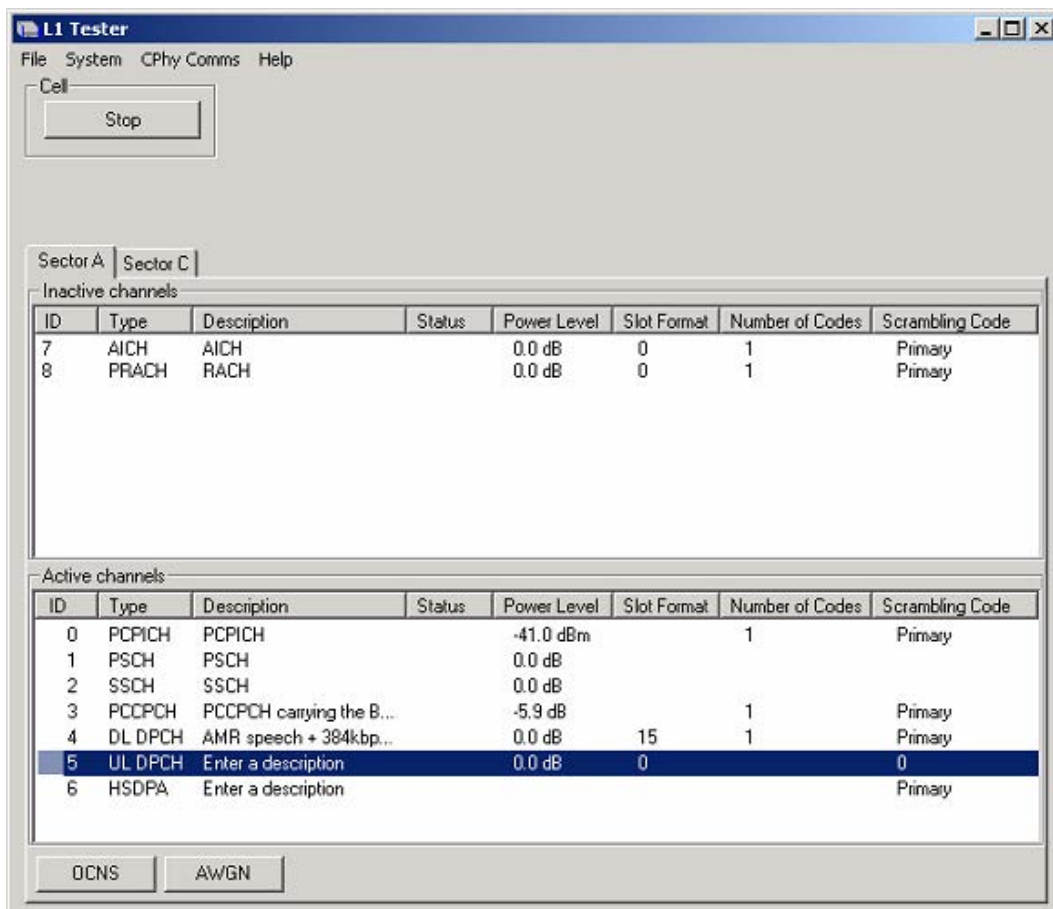 L1 Tester
File System CPhy Comms Help
Cell
Stop
Sector A Sector C
Inactive channels
ID Type Description Status Power Level Slot Format Number of Codes Scrambling Code
7 AICH AICH 0.0 dB 0 1 Primary
8 PRACH RACH 0.0 dB 0 1 Primary
Active channels
ID Type Description Status Power Level Slot Format Number of Codes Scrambling Code
0 PCPICH PCPICH -41.0 dBm 1 Primary
1 PSCH PSCH 0.0 dB
2 SSCH SSCH 0.0 dB
3 PCCPCH PCCPCH carrying the B... -5.9 dB 1 Primary
4 DL DPCH AMR speech + 384kbp... 0.0 dB 15 1 Primary
5 UL DPCH Enter a description 0.0 dB 0 0
6 HSDPA Enter a description Primary
OCNS AWGN